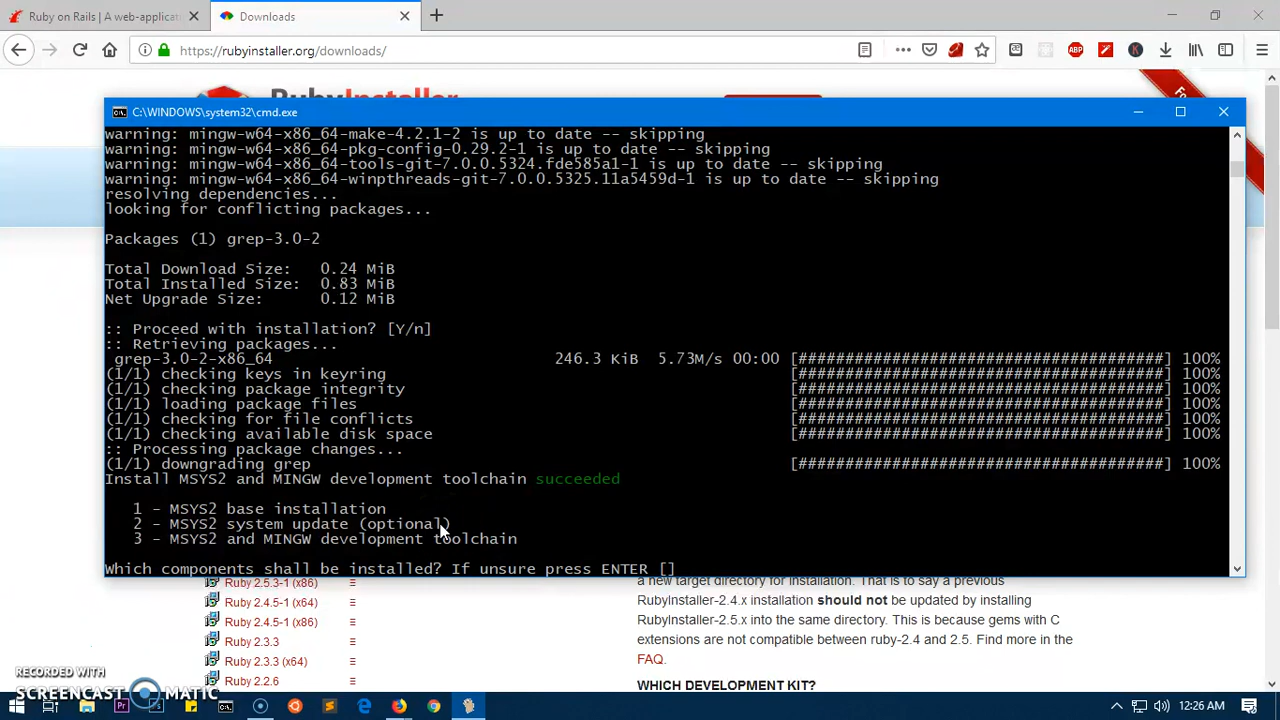 Ruby on Rails | A web-applicat
Downloads
https://rubyinstaller.org/downloads/
ABP
C:\WINDOWS\system32\cmd.exe
warning: mingw-w64-x86_64-make-4.2.1-2 is up to date -- skipping
warning: mingw-w64-x86_64-pkg-config-0.29.2-1 is up to date -- skipping
warning: mingw-w64-x86_64-tools-git-7.0.0.5324.fde585a1-1 is up to date -- skipping
warning: mingw-w64-x86_64-winpthreads-git-7.0.0.5325.11a5459d-1 is up to date -- skipping
resolving dependencies...
looking for conflicting packages...
Packages (1) grep-3.0-2
Total Download Size:   0.24 MiB
Total Installed Size:  0.83 MiB
Net Upgrade Size:      0.12 MiB
:: Proceed with installation? [Y/n]
:: Retrieving packages...
grep-3.0-2-x86_64 246.3 KiB 5.73M/s 00:00 [########################################] 100%
(1/1) checking keys in keyring [########################################] 100%
(1/1) checking package integrity [########################################] 100%
(1/1) loading package files [########################################] 100%
(1/1) checking for file conflicts [########################################] 100%
(1/1) checking available disk space [########################################] 100%
:: Processing package changes...
(1/1) downgrading grep [########################################] 100%
Install MSYS2 and MINGW development toolchain succeeded
1 - MSYS2 base installation
2 - MSYS2 system update (optional)
3 - MSYS2 and MINGW development toolchain
Which components shall be installed? If unsure press ENTER []
Ruby 2.5.3-1 (x86)
Ruby 2.4.5-1 (x64)
Ruby 2.4.5-1 (x86)
Ruby 2.3.3
Ruby 2.3.3 (x64)
Ruby 2.2.6
a new target directory for installation. That is to say a previous
RubyInstaller-2.4.x installation should not be updated by installing
RubyInstaller-2.5.x into the same directory. This is because gems with C
extensions are not compatible between ruby-2.4 and 2.5. Find more in the
FAQ.
WHICH DEVELOPMENT KIT?
RECORDED WITH
SCREENCAST MATIC
12:26 AM